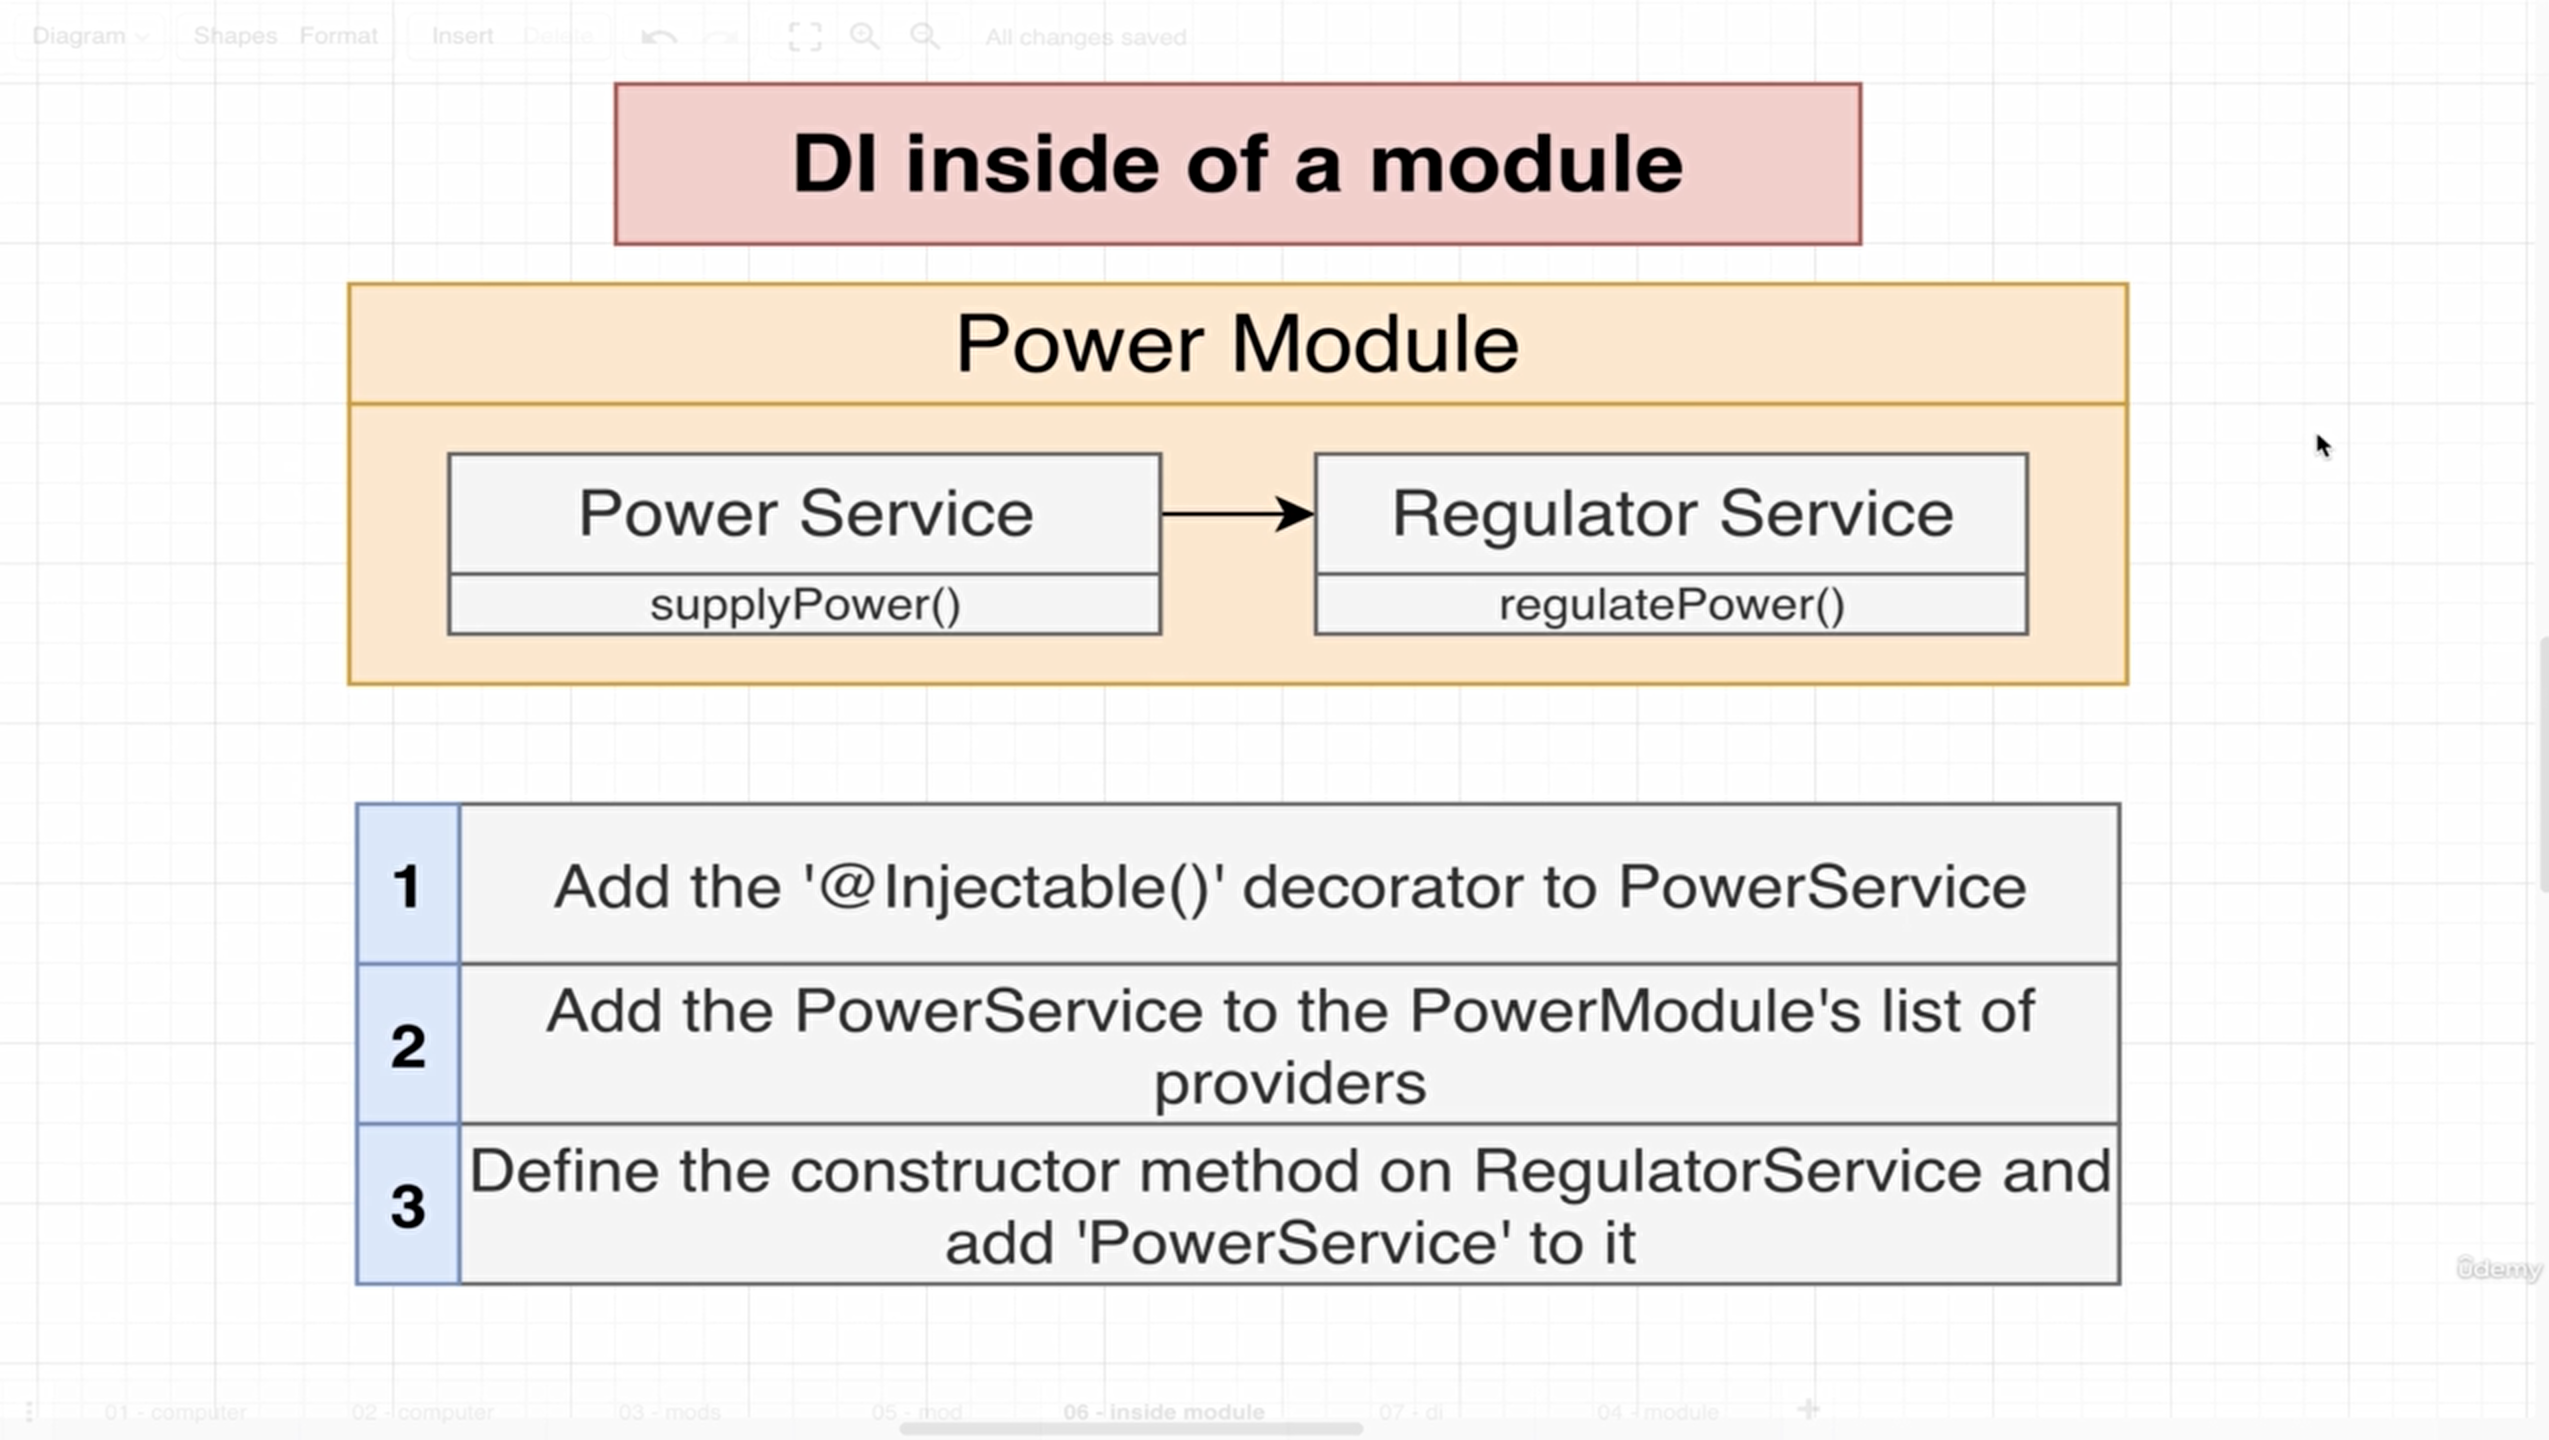 Diagram Shapes Format Insert Delete All changes saved
DI inside of a module
Power Module
Power Service
supplyPower()
Regulator Service
regulatePower()
1
Add the '@Injectable()' decorator to PowerService
2
Add the PowerService to the PowerModule's list of
providers
3
Define the constructor method on RegulatorService and
add 'PowerService' to it
ûdemy
01 - computer 02 - computer 03 - mods 05 - mod 06 - inside module 07 - di 04 - module